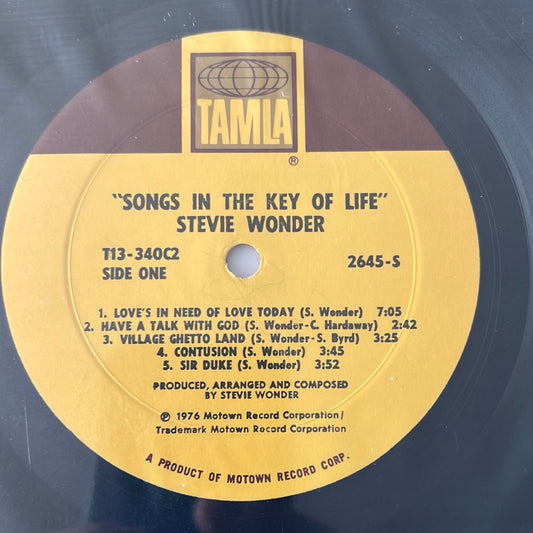 TAMLA
®
"SONGS IN THE KEY OF LIFE"
STEVIE WONDER
T13-340C2 2645-S
SIDE ONE
1. LOVE'S IN NEED OF LOVE TODAY (S. Wonder) 7:05
2. HAVE A TALK WITH GOD (S. Wonder-C. Hardaway) 2:42
3. VILLAGE GHETTO LAND (S. Wonder-S. Byrd) 3:25
4. CONTUSION (S. Wonder) 3:45
5. SIR DUKE (S. Wonder) 3:52
PRODUCED, ARRANGED AND COMPOSED
BY STEVIE WONDER
℗ 1976 Motown Record Corporation/
Trademark Motown Record Corporation
A PRODUCT OF MOTOWN RECORD CORP.